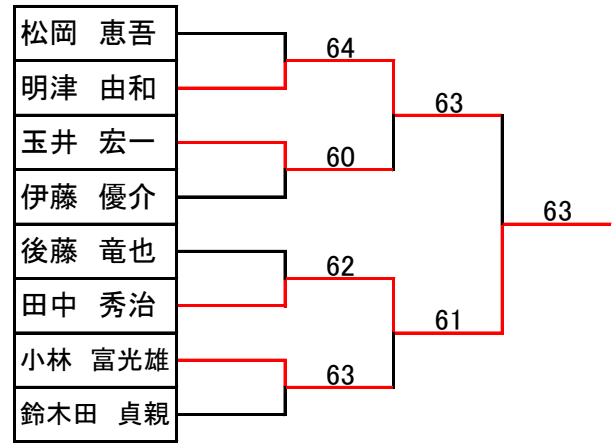 松岡 恵吾
明津 由和
玉井 宏一
伊藤 優介
後藤 竜也
田中 秀治
小林 富光雄
鈴木田 貞親
64
60
62
63
63
61
63